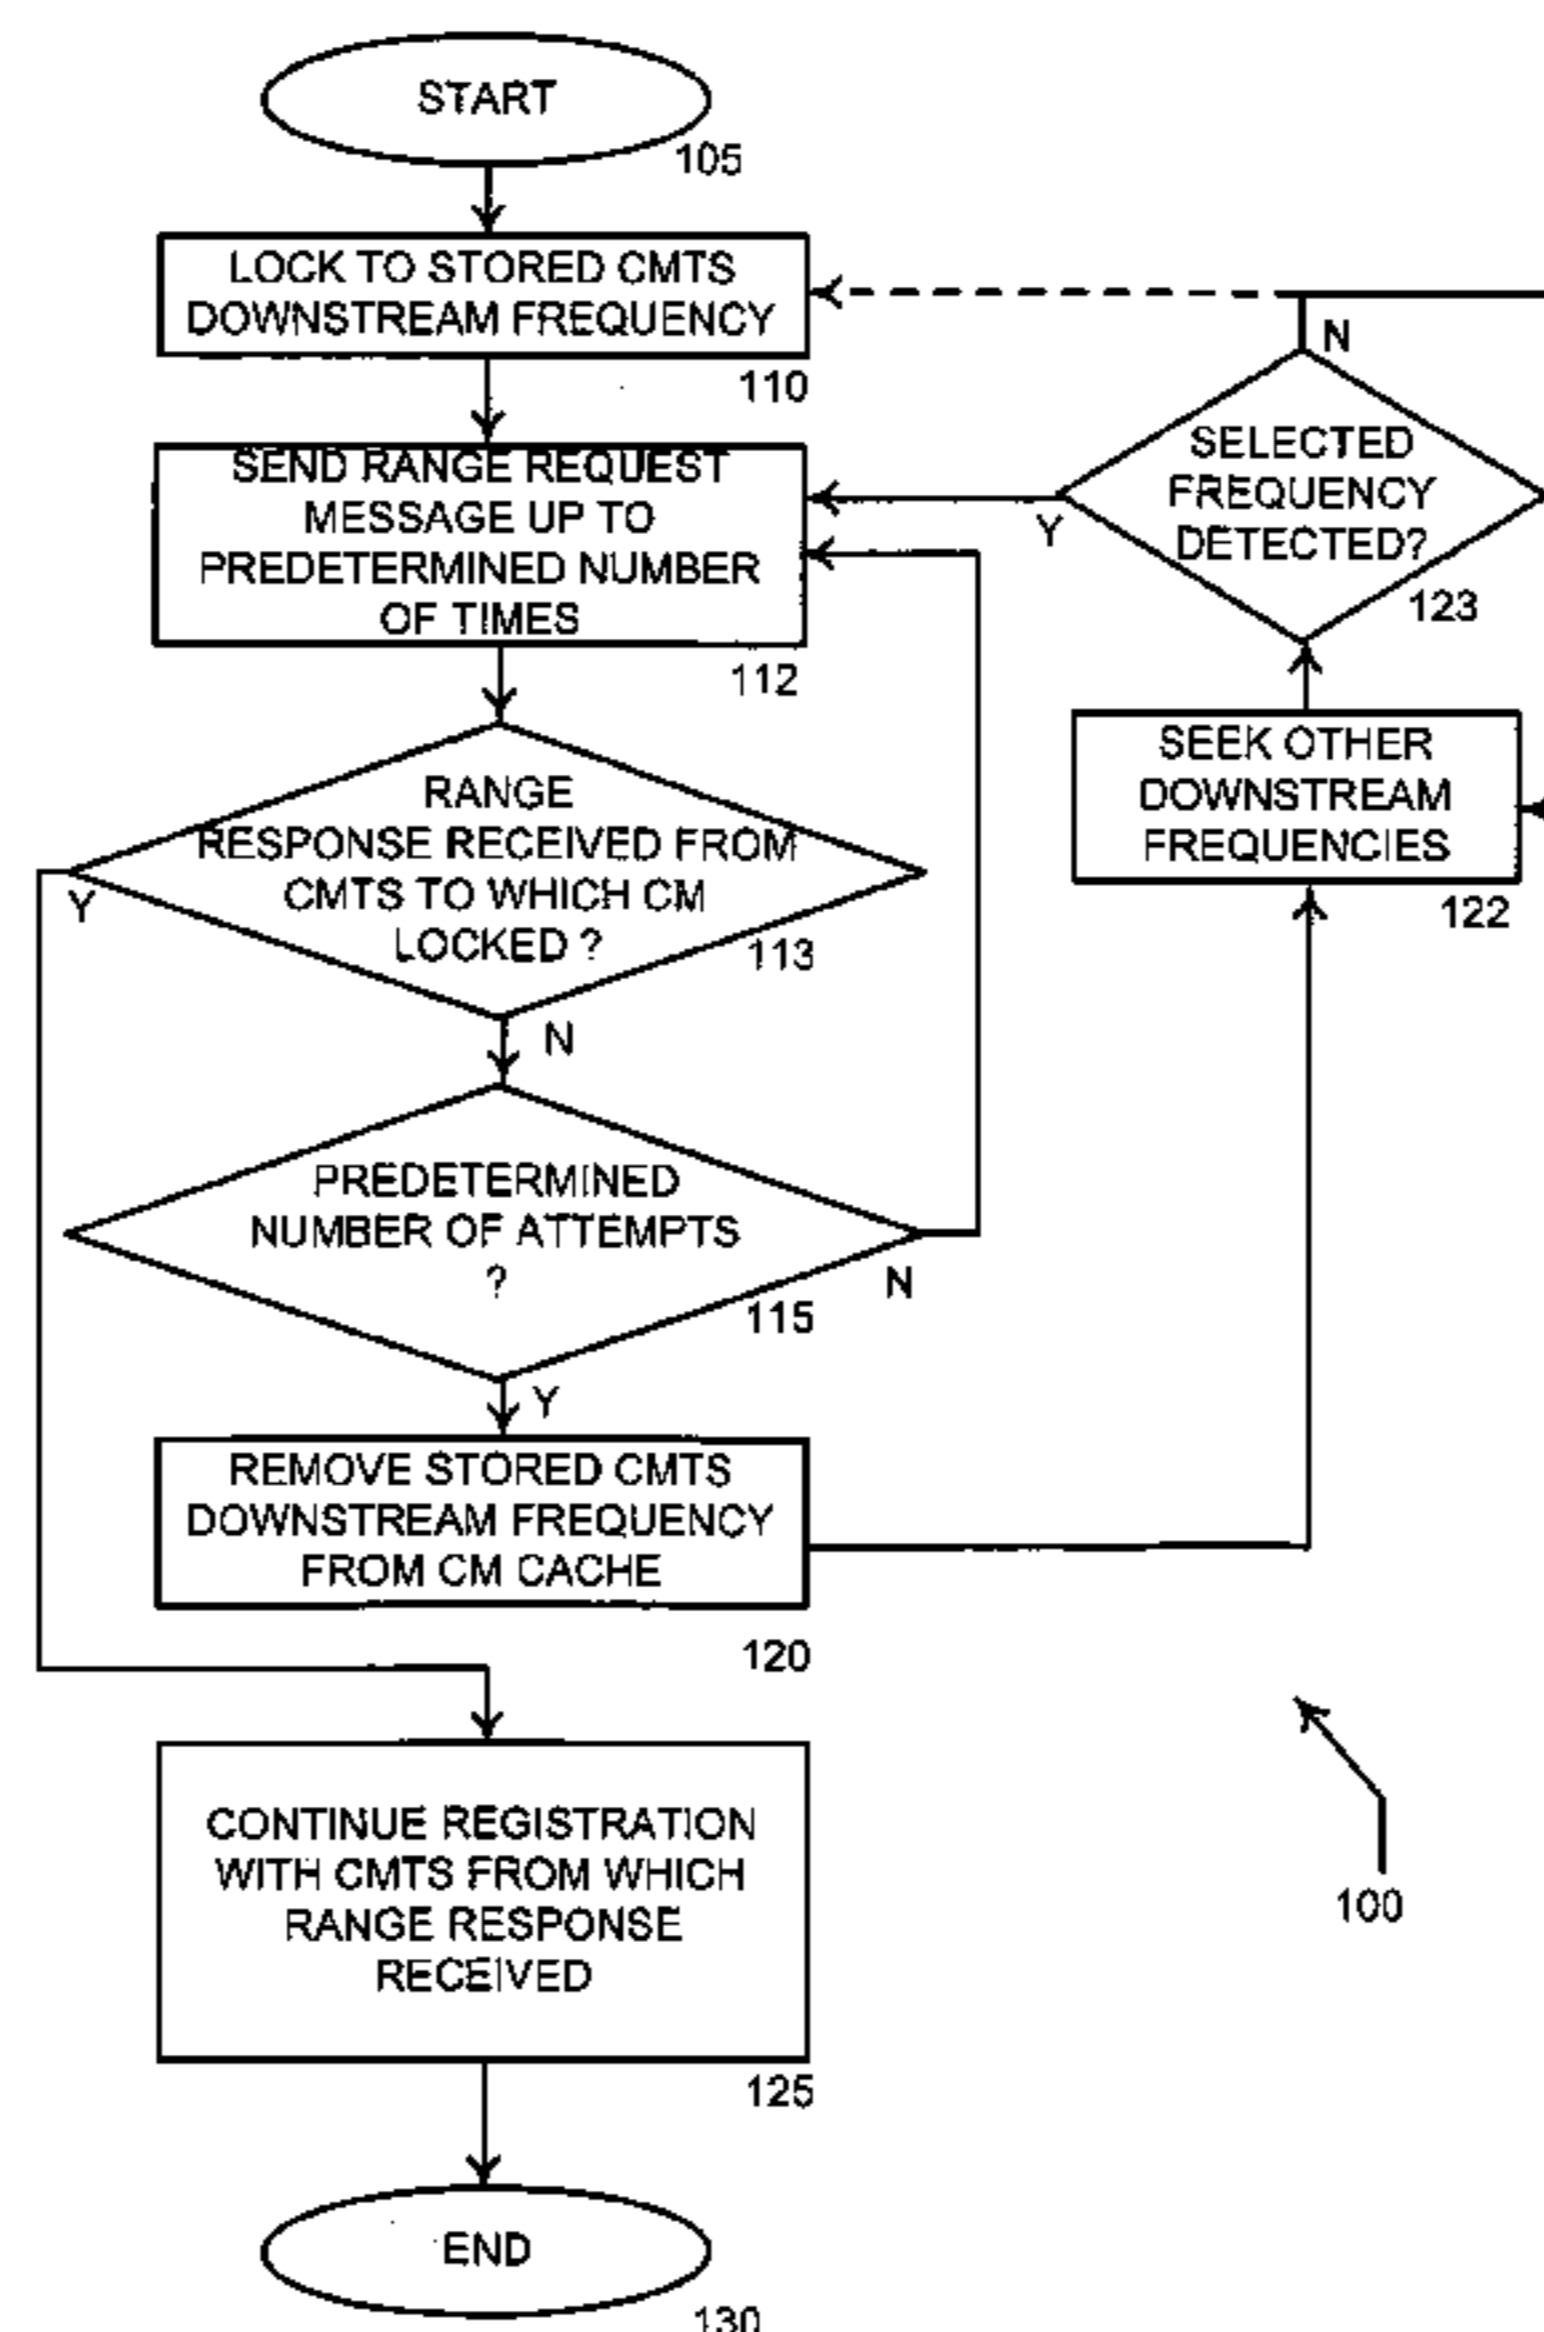 START
105
LOCK TO STORED CMTS
DOWNSTREAM FREQUENCY
110
SEND RANGE REQUEST
MESSAGE UP TO
PREDETERMINED NUMBER
OF TIMES
112
RANGE
RESPONSE RECEIVED FROM
CMTS TO WHICH CM
LOCKED ?
113
Y
N
PREDETERMINED
NUMBER OF ATTEMPTS
?
115
N
Y
REMOVE STORED CMTS
DOWNSTREAM FREQUENCY
FROM CM CACHE
120
CONTINUE REGISTRATION
WITH CMTS FROM WHICH
RANGE RESPONSE
RECEIVED
125
END
130
N
SELECTED
FREQUENCY
DETECTED?
Y
123
SEEK OTHER
DOWNSTREAM
FREQUENCIES
122
100